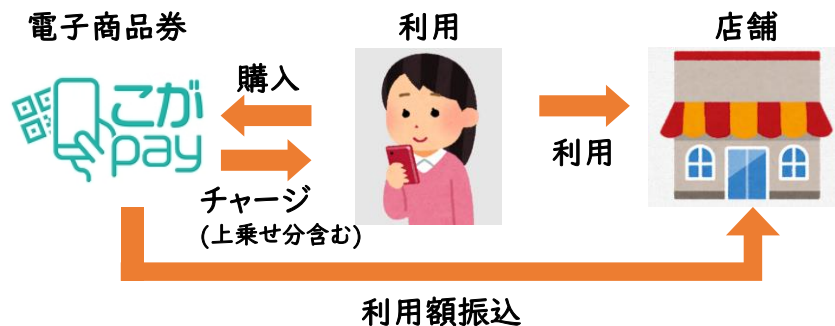 電子商品券
利用
店舗
こが
pay
購入
チャージ
(上乗せ分含む)
利用
利用額振込